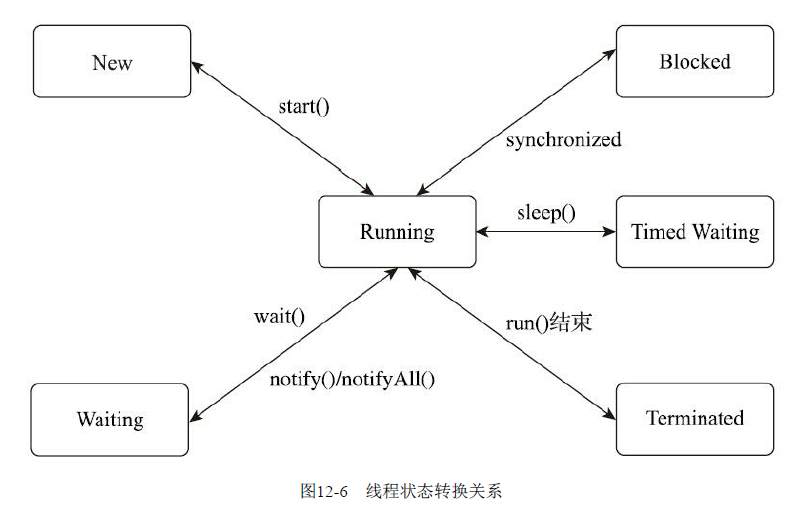 New
Blocked
start()
synchronized
Running
sleep()
Timed Waiting
wait()
run()结束
notify()/notifyAll()
Waiting
Terminated
图12-6 线程状态转换关系